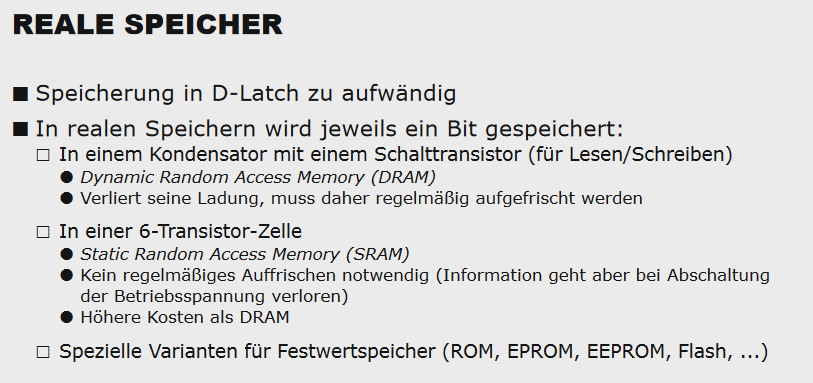 REALE SPEICHER
■ Speicherung in D-Latch zu aufwändig
■ In realen Speichern wird jeweils ein Bit gespeichert:
□ In einem Kondensator mit einem Schalttransistor (für Lesen/Schreiben)
● Dynamic Random Access Memory (DRAM)
● Verliert seine Ladung, muss daher regelmäßig aufgefrischt werden
□ In einer 6-Transistor-Zelle
● Static Random Access Memory (SRAM)
● Kein regelmäßiges Auffrischen notwendig (Information geht aber bei Abschaltung
der Betriebsspannung verloren)
● Höhere Kosten als DRAM
□ Spezielle Varianten für Festwertspeicher (ROM, EPROM, EEPROM, Flash, ...)